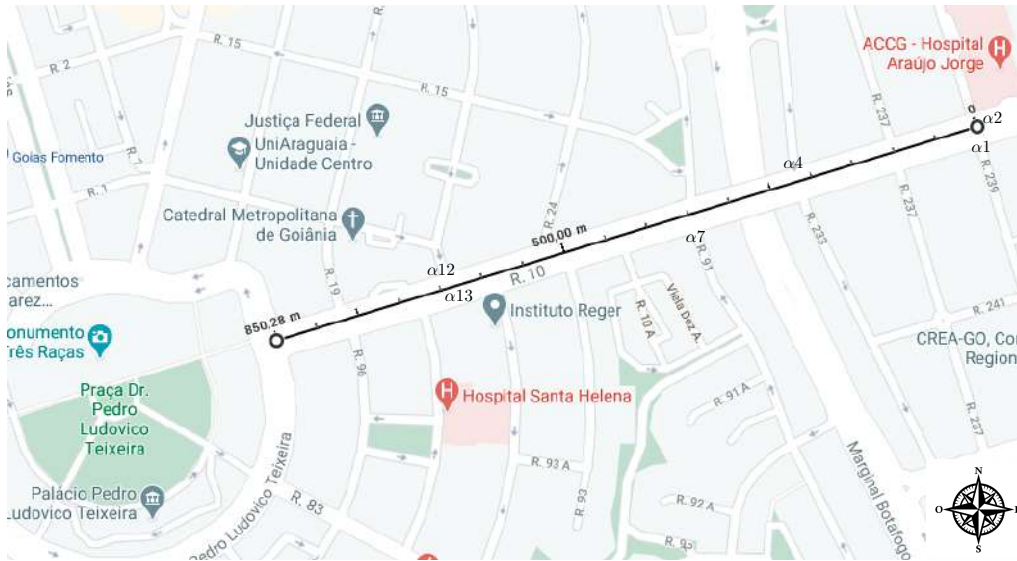 R. 15
R. 2
R. 15
ACCG - Hospital
Araújo Jorge
Justiça Federal
UniAraguaia -
Unidade Centro
R. 237
0
α2
α1
Goias Fomento
R. 1
R. 1
α4
R. 239
R. 237
Catedral Metropolitana
de Goiânia
R. 24
500,00 m
α7
R. 233
α12
R. 10
R. 91
camentos
arez...
R. 19
α13
Instituto Reger
R. 10 A
Viela Dez A.
R. 241
850,28 m
onumento
Três Raças
CREA-GO, Co
Region
R. 96
Praça Dr.
Pedro
Ludovico
Teixeira
Hospital Santa Helena
R. 91 A
R. 237
R. 93 A
Marginal Botafogo
Palácio Pedro
Ludovico Teixeira
Pedro Ludovico Teixeira
R. 83
R. 93
R. 92 A
N
O
S